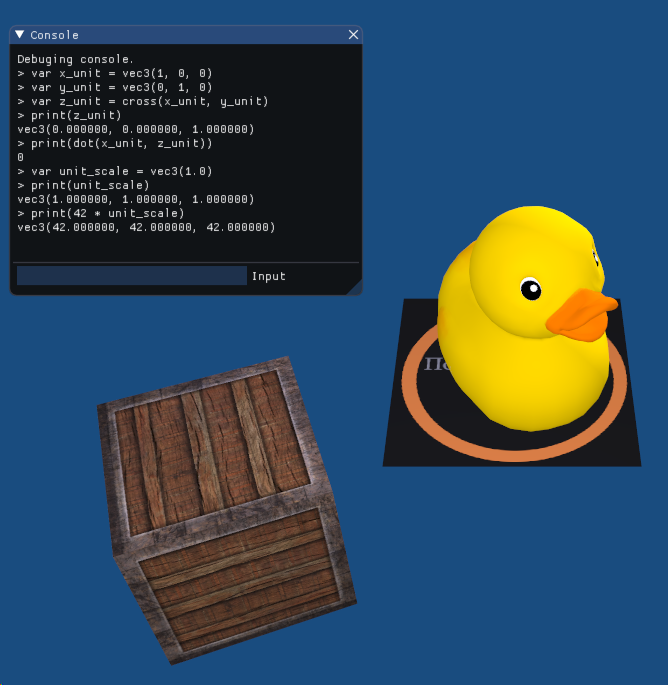 Console
Debuging console.
> var x_unit = vec3(1, 0, 0)
> var y_unit = vec3(0, 1, 0)
> var z_unit = cross(x_unit, y_unit)
> print(z_unit)
vec3(0.000000, 0.000000, 1.000000)
> print(dot(x_unit, z_unit))
0
> var unit_scale = vec3(1.0)
> print(unit_scale)
vec3(1.000000, 1.000000, 1.000000)
> print(42 * unit_scale)
vec3(42.000000, 42.000000, 42.000000)
Input